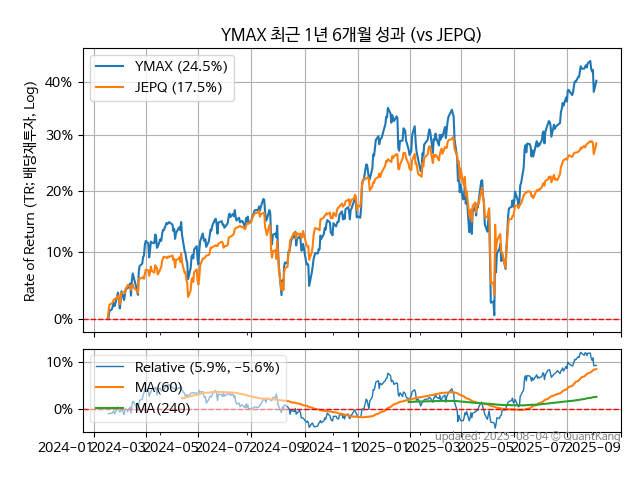 YMAX 최근 1년 6개월 성과 (vs JEPQ)
Rate of Return (TR: 배당재투자, Log)
YMAX (24.5%)
JEPQ (17.5%)
40%
30%
20%
10%
0%
Relative (5.9%, -5.6%)
MA(60)
MA(240)
10%
0%
updated: 2025-08-04 © QuantKang
2024-01 2024-03 2024-05 2024-07 2024-09 2024-11 2025-01 2025-03 2025-05 2025-07 2025-09